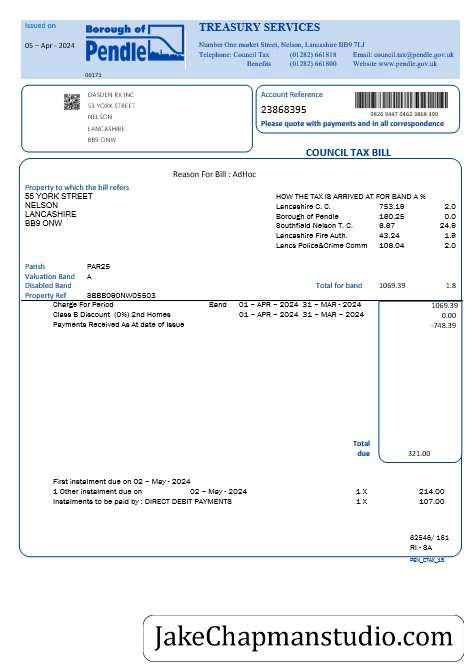 Issued on
05 – Apr - 2024
Borough of
Pendle
00171
TREASURY SERVICES
Number One market Street, Nelson, Lancashire BB9 7LJ
Telephone: Council Tax (01282) 661818 Email: council.tax@pendle.gov.uk
Benefits (01282) 661800 Website www.pendle.gov.uk
DASDEN RX INC
55 YORK STREET
NELSON
LANCASHIRE
BB9 0NW
Account Reference
23868395
0826 9447 0462 3868 390
Please quote with payments and in all correspondence
COUNCIL TAX BILL
Reason For Bill : AdHoc
Property to which the bill refers
55 YORK STREET
NELSON
LANCASHIRE
BB9 0NW
HOW THE TAX IS ARRIVED AT FOR BAND A %
Lancashire C. C. 753.19 2.0
Borough of Pendle 160.25 0.0
Southfield Nelson T. C. 6.67 24.9
Lancashire Fire Auth. 43.24 1.9
Lancs Police&Crime Comm 106.04 2.0
Parish PAR25
Valuation Band A
Disabled Band Total for band 1069.39 1.8
Property Ref 8BBB090NW05503
Charge For Period Band 01 – APR – 2024 31 – MAR - 2024 1069.39
Class B Discount (0%) 2nd Homes 01 – APR – 2024 31 – MAR – 2024 0.00
Payments Received As At date of Issue -748.39
Total
due 321.00
First instalment due on 02 – May - 2024
1 Other instalment due on 02 – May - 2024 1 X 214.00
Instalments to be paid by : DIRECT DEBIT PAYMENTS 1 X 107.00
62546/ 161
RI - SA
PEN_CTAX_15
JakeChapmanstudio.com